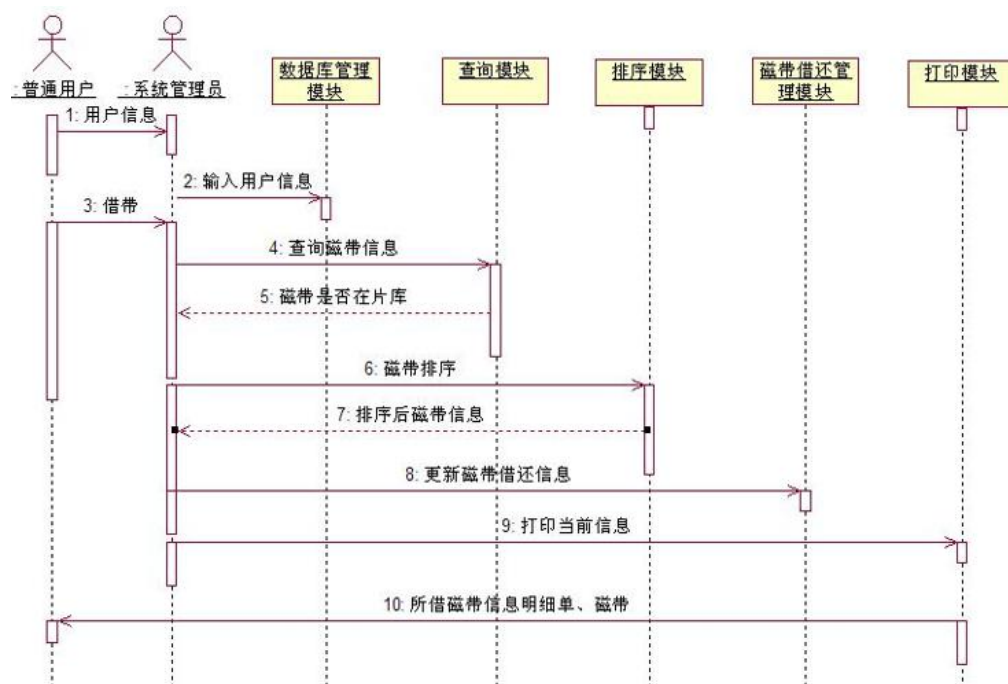 : 普通用户
: 系统管理员
数据库管理
模块
查询模块
排序模块
磁带借还管
理模块
打印模块
1: 用户信息
2: 输入用户信息
3: 借带
4: 查询磁带信息
5: 磁带是否在片库
6: 磁带排序
7: 排序后磁带信息
8: 更新磁带借还信息
9: 打印当前信息
10: 所借磁带信息明细单、磁带